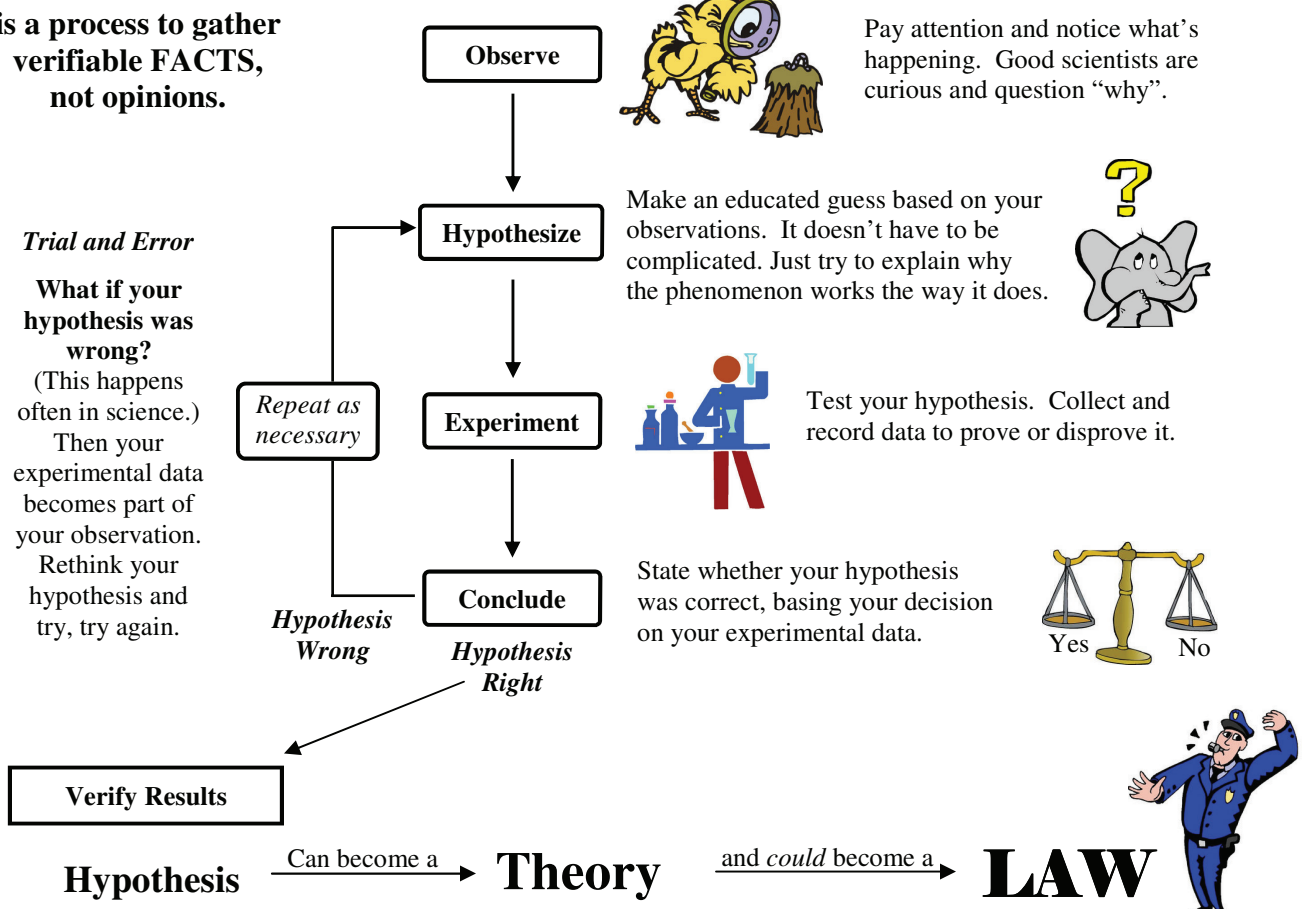 is a process to gather
verifiable FACTS,
not opinions.
Observe
Pay attention and notice what's
happening.  Good scientists are
curious and question “why”.
Hypothesize
Make an educated guess based on your
observations.  It doesn't have to be
complicated. Just try to explain why
the phenomenon works the way it does.
?
Trial and Error
What if your
hypothesis was
wrong?
(This happens
often in science.)
Then your
experimental data
becomes part of
your observation.
Rethink your
hypothesis and
try, try again.
Repeat as
necessary
Experiment
Test your hypothesis.  Collect and
record data to prove or disprove it.
Conclude
State whether your hypothesis
was correct, basing your decision
on your experimental data.
Yes
No
Hypothesis
Wrong
Hypothesis
Right
Verify Results
Hypothesis
Can become a
Theory
and could become a
LAW